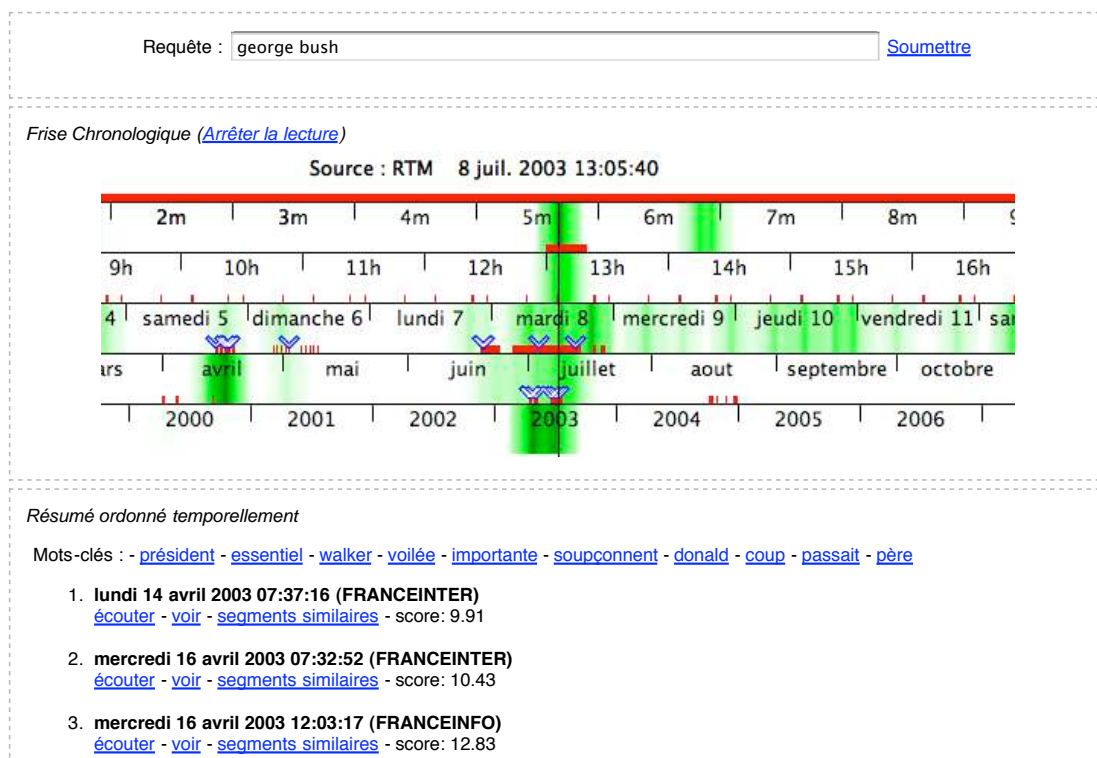 Requête : george bush Soumettre
Frise Chronologique (Arrêter la lecture)
Source : RTM 8 juil. 2003 13:05:40
2m 3m 4m 5m 6m 7m 8m
9h 10h 11h 12h 13h 14h 15h 16h
4 samedi 5 dimanche 6 lundi 7 mardi 8 mercredi 9 jeudi 10 vendredi 11 sar
ars avril mai juin juillet aout septembre octobre
2000 2001 2002 2003 2004 2005 2006
Résumé ordonné temporellement
Mots-clés : - président - essentiel - walker - voilée - importante - soupçonnent - donald - coup - passait - père
1. lundi 14 avril 2003 07:37:16 (FRANCEINTER)
écouter - voir - segments similaires - score: 9.91
2. mercredi 16 avril 2003 07:32:52 (FRANCEINTER)
écouter - voir - segments similaires - score: 10.43
3. mercredi 16 avril 2003 12:03:17 (FRANCEINFO)
écouter - voir - segments similaires - score: 12.83